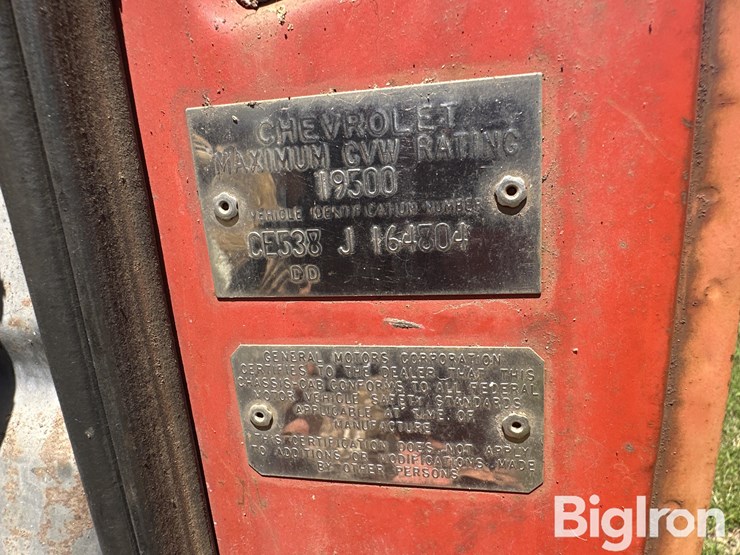 CHEVROLET
MAXIMUM GVW RATING
19500
VEHICLE IDENTIFICATION NUMBER
CE538 J 164804
DD
GENERAL MOTORS CORPORATION
CERTIFIES TO THE DEALER THAT THIS
CHASSIS-CAB CONFORMS TO ALL FEDERAL
MOTOR VEHICLE SAFETY STANDARDS
APPLICABLE AT TIME OF
MANUFACTURE
THIS CERTIFICATION DOES NOT APPLY
TO ADDITIONS OR MODIFICATIONS MADE
BY OTHER PERSONS
BigIron